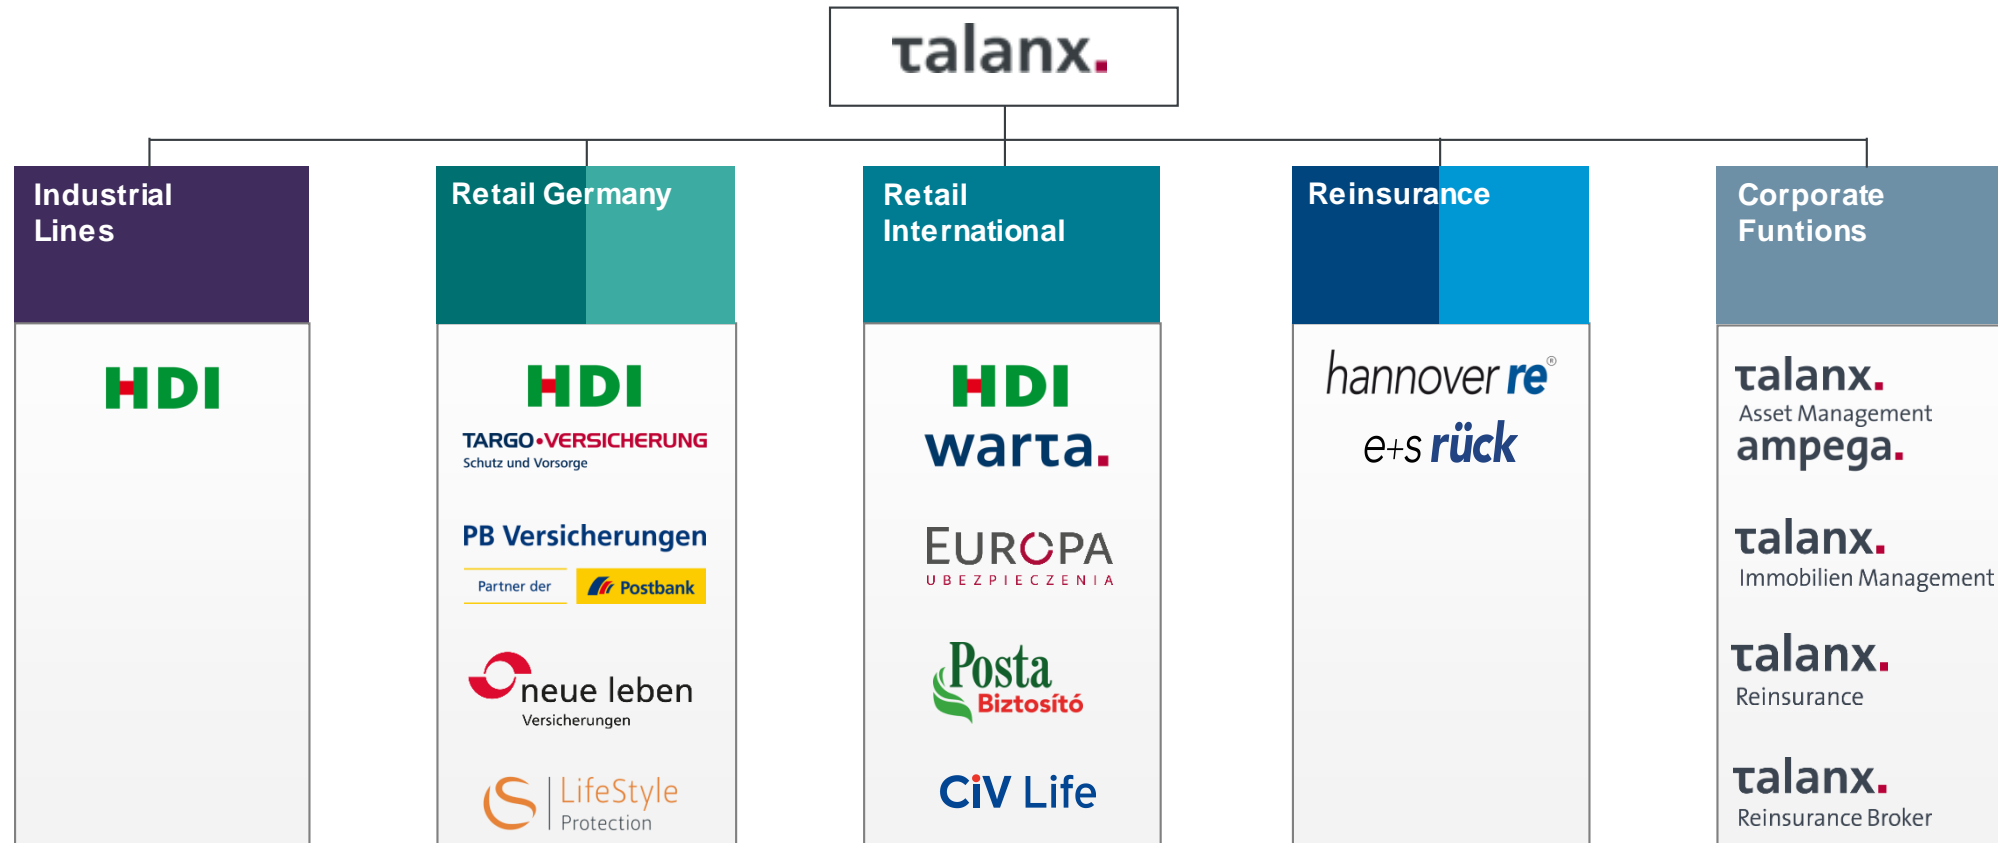 talanx.
Industrial
Lines
HDI
Retail Germany
HDI
TARGO•VERSICHERUNG
Schutz und Vorsorge
PB Versicherungen
Partner der
Postbank
neue leben
Versicherungen
LifeStyle
Protection
Retail
International
HDI
warta.
EUROPA
UBEZPIECZENIA
Posta
Biztosító
CiV Life
Reinsurance
hannover re®
e+s rück
Corporate
Funtions
talanx.
Asset Management
ampega.
talanx.
Immobilien Management
talanx.
Reinsurance
talanx.
Reinsurance Broker